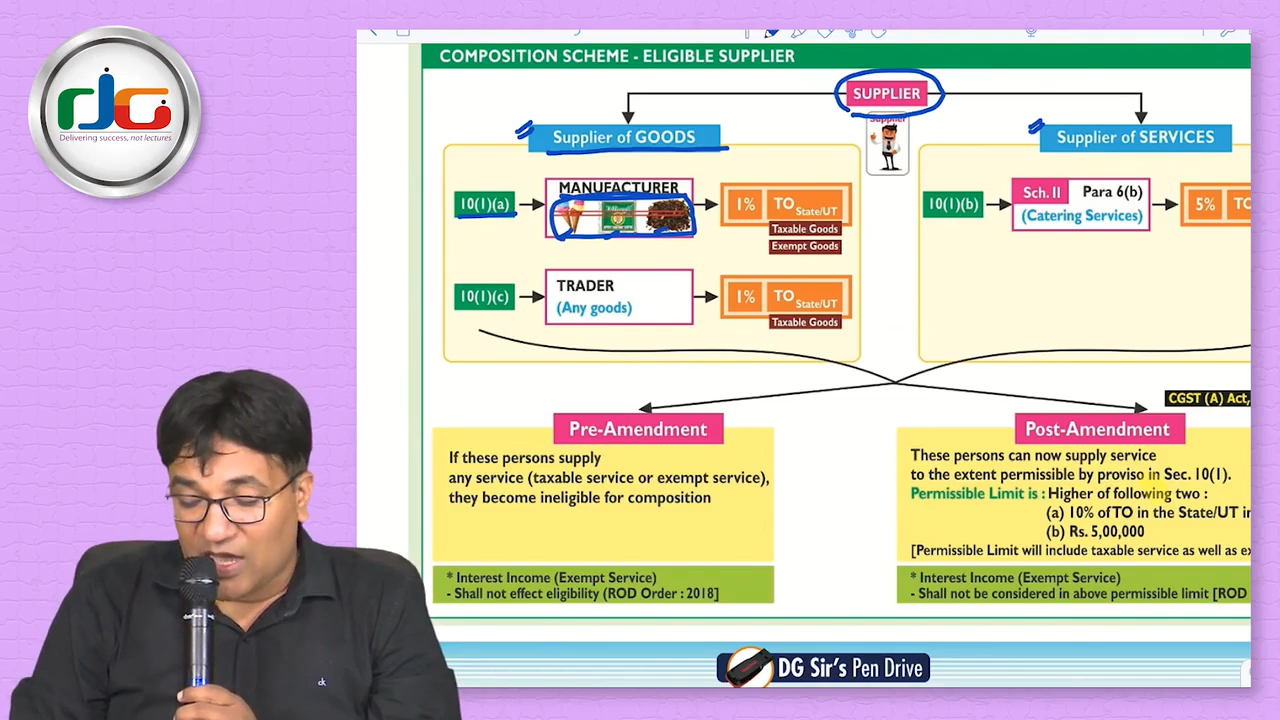 Delivering success, not lectures
COMPOSITION SCHEME - ELIGIBLE SUPPLIER
SUPPLIER
Supplier
Supplier of GOODS
Supplier of SERVICES
10(1)(a)
MANUFACTURER
1% TO State/UT
Taxable Goods
Exempt Goods
10(1)(b)
Sch. II Para 6(b)
(Catering Services)
5% TO
10(1)(c)
TRADER
(Any goods)
1% TO State/UT
Taxable Goods
CGST (A) Act,
Pre-Amendment
If these persons supply
any service (taxable service or exempt service),
they become ineligible for composition
* Interest Income (Exempt Service)
- Shall not effect eligibility (ROD Order : 2018]
Post-Amendment
These persons can now supply service
to the extent permissible by proviso in Sec. 10(1).
Permissible Limit is : Higher of following two :
(a) 10% of TO in the State/UT in
(b) Rs. 5,00,000
[Permissible Limit will include taxable service as well as ex
* Interest Income (Exempt Service)
- Shall not be considered in above permissible limit [ROD
DG Sir's Pen Drive